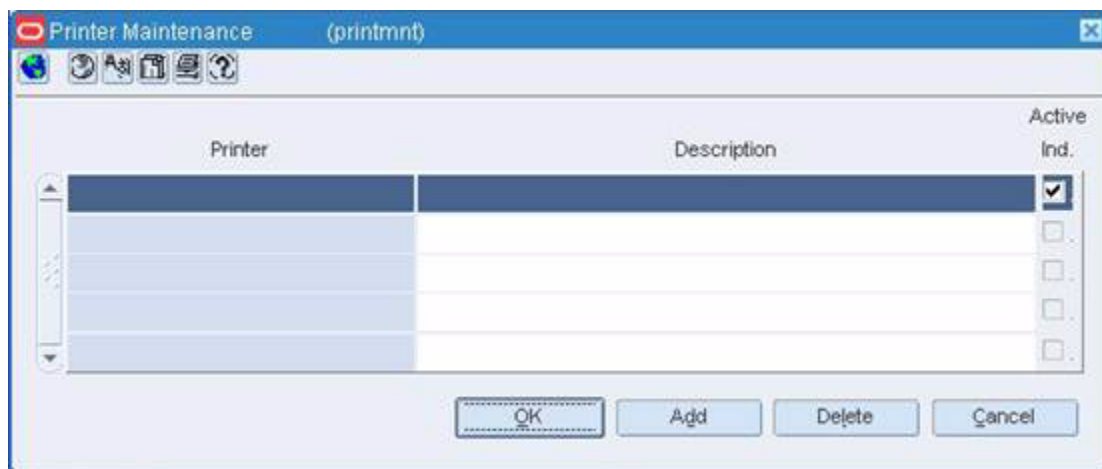 Printer Maintenance (printmnt)
Active
Printer Description Ind.
OK Add Delete Cancel